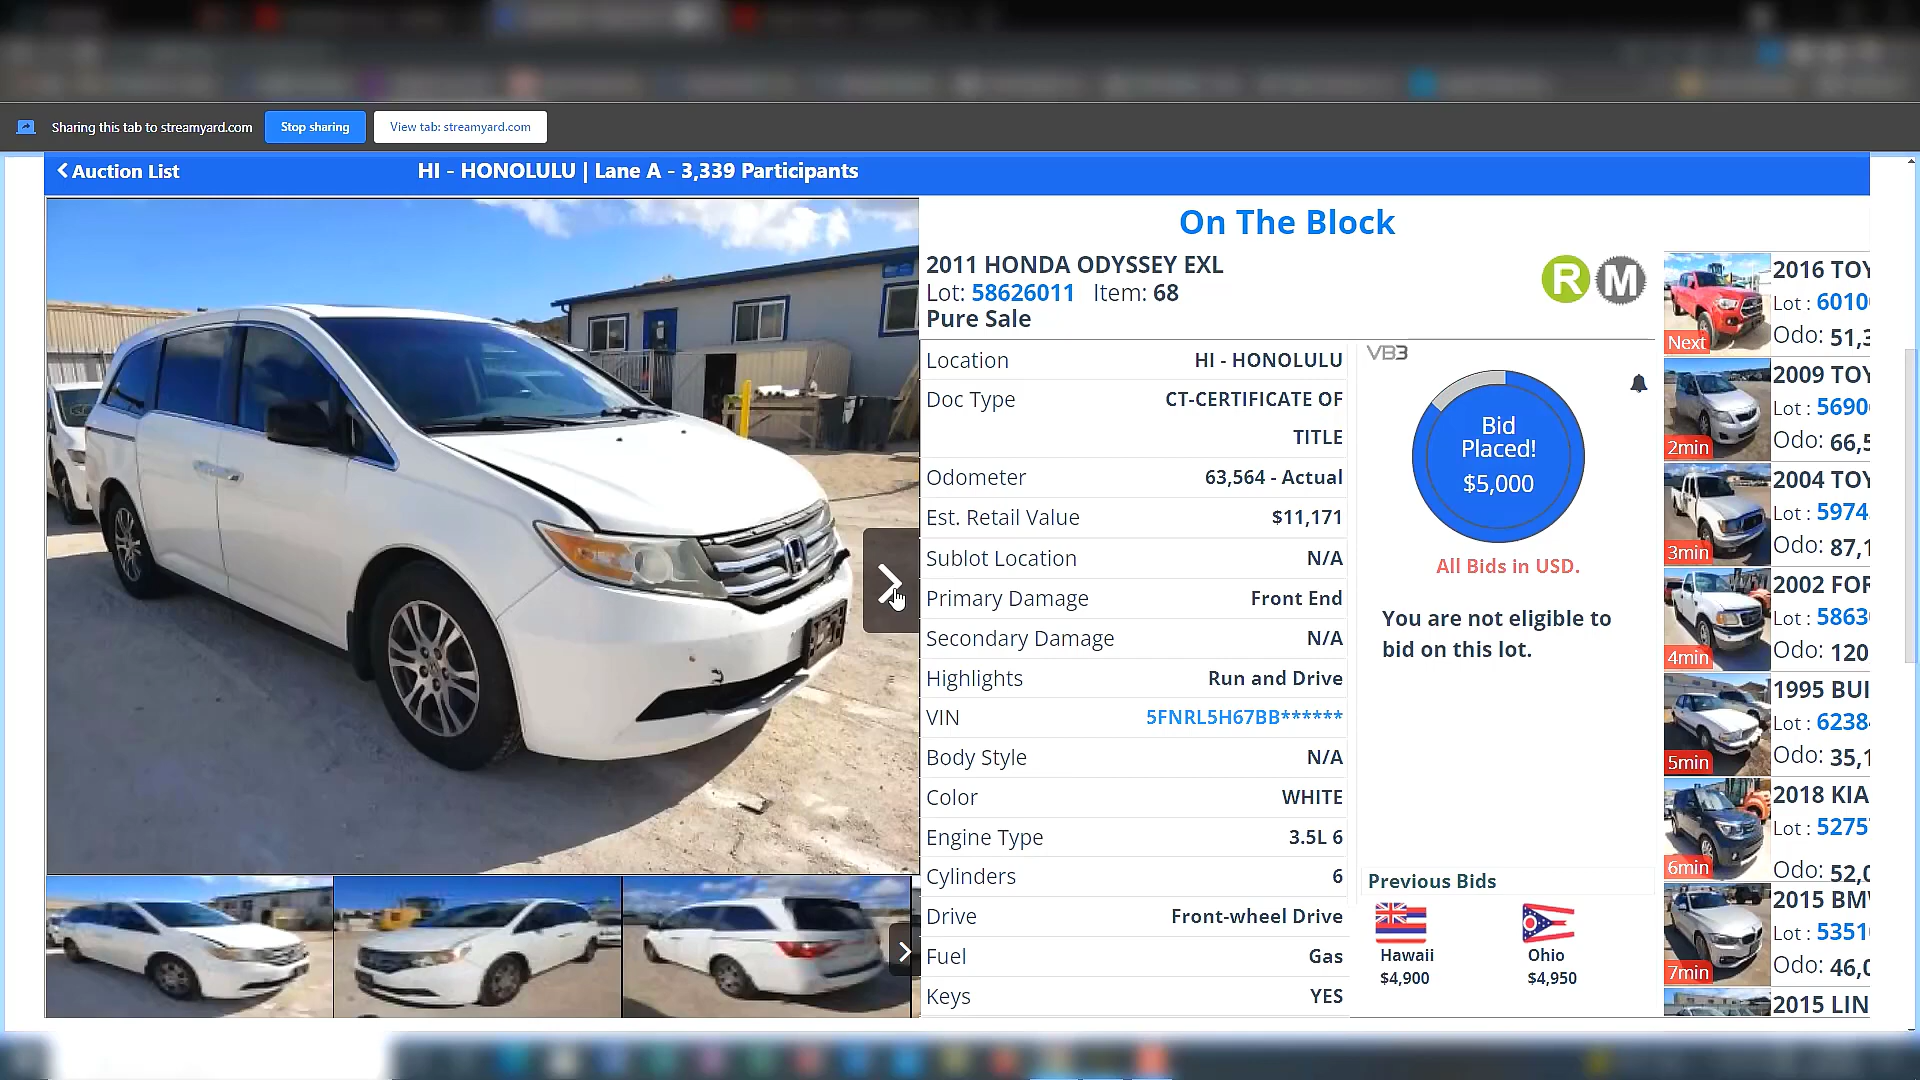 Sharing this tab to streamyard.com
Stop sharing
View tab: streamyard.com
Auction List
HI - HONOLULU | Lane A - 3,339 Participants
On The Block
2011 HONDA ODYSSEY EXL
Lot: 58626011 Item: 68
Pure Sale
R M
Location HI - HONOLULU
Doc Type CT-CERTIFICATE OF
TITLE
Odometer 63,564 - Actual
Est. Retail Value $11,171
Sublot Location N/A
Primary Damage Front End
Secondary Damage N/A
Highlights Run and Drive
VIN 5FNRL5H67BB******
Body Style N/A
Color WHITE
Engine Type 3.5L 6
Cylinders 6
Drive Front-wheel Drive
Fuel Gas
Keys YES
VB3
Bid
Placed!
$5,000
All Bids in USD.
You are not eligible to
bid on this lot.
Previous Bids
Hawaii
$4,900
Ohio
$4,950
2016 TOY
Lot : 6010
Odo: 51,3
Next
2009 TOY
Lot : 5690
Odo: 66,5
2min
2004 TOY
Lot : 5974
Odo: 87,1
3min
2002 FOR
Lot : 5863
Odo: 120
4min
1995 BUI
Lot : 6238
Odo: 35,1
5min
2018 KIA
Lot : 5275
Odo: 52,0
6min
2015 BM
Lot : 5351
Odo: 46,0
7min
2015 LIN